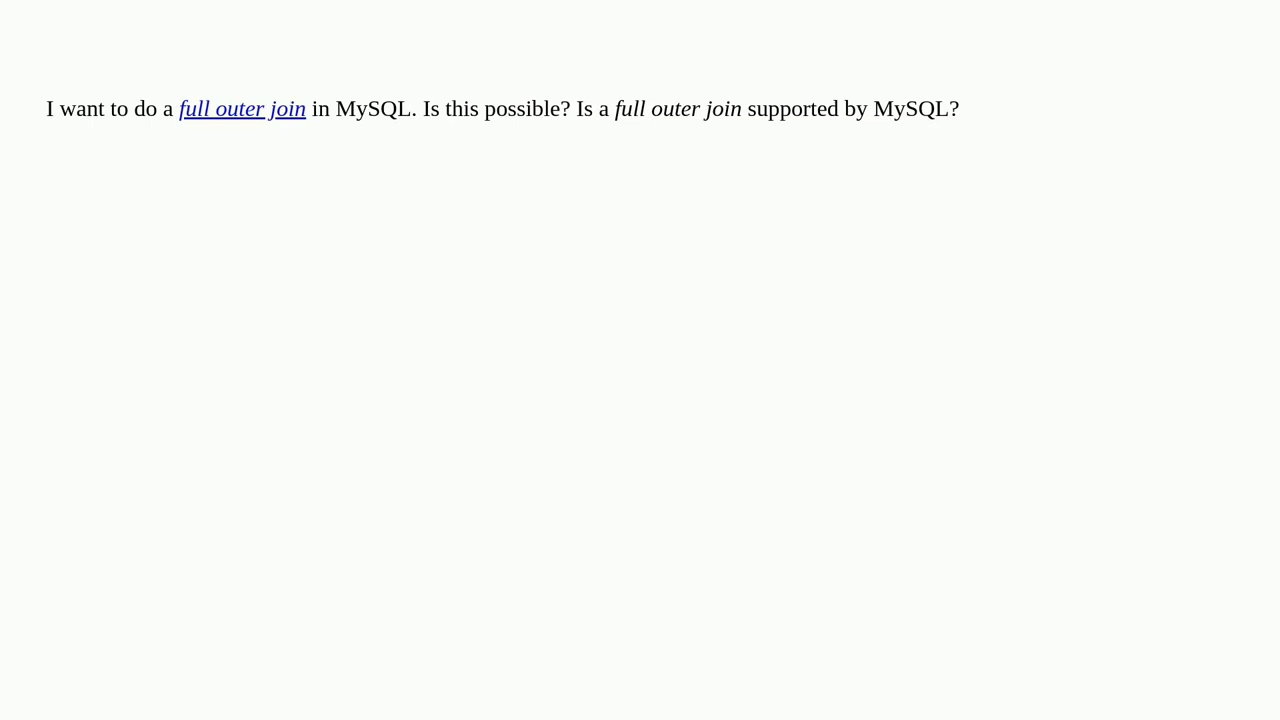 I want to do a full outer join in MySQL. Is this possible? Is a full outer join supported by MySQL?